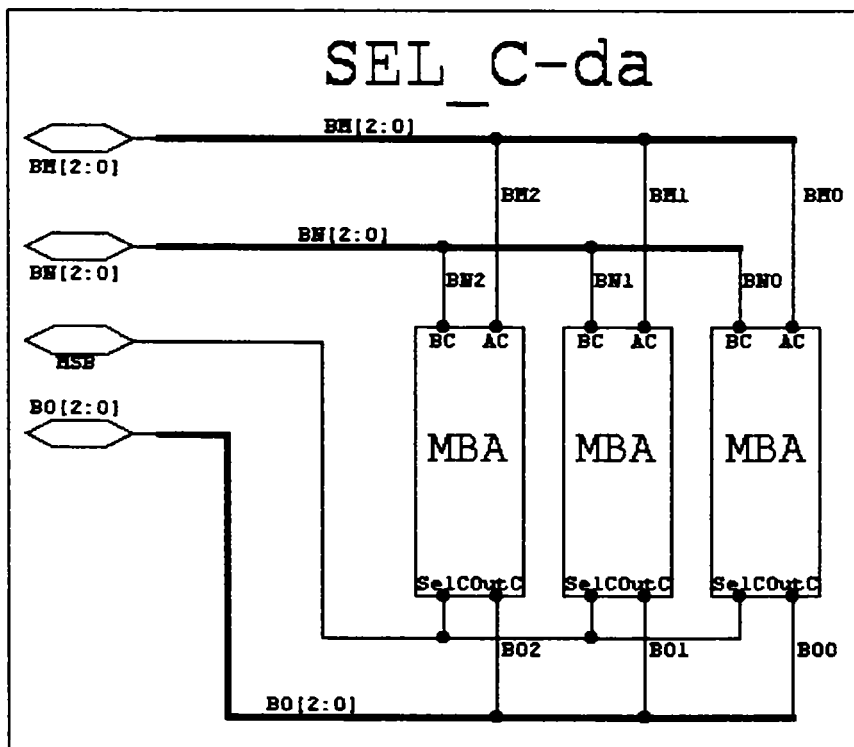 SEL_C-da
BM[2:0]
BM[2:0]
BM2
BM1
BM0
BN[2:0]
BN[2:0]
BN2
BN1
BN0
BC AC
BC AC
BC AC
MSB
BO[2:0]
MBA
MBA
MBA
SelCOutC
SelCOutC
SelCOutC
BO2
BO1
BO0
BO[2:0]